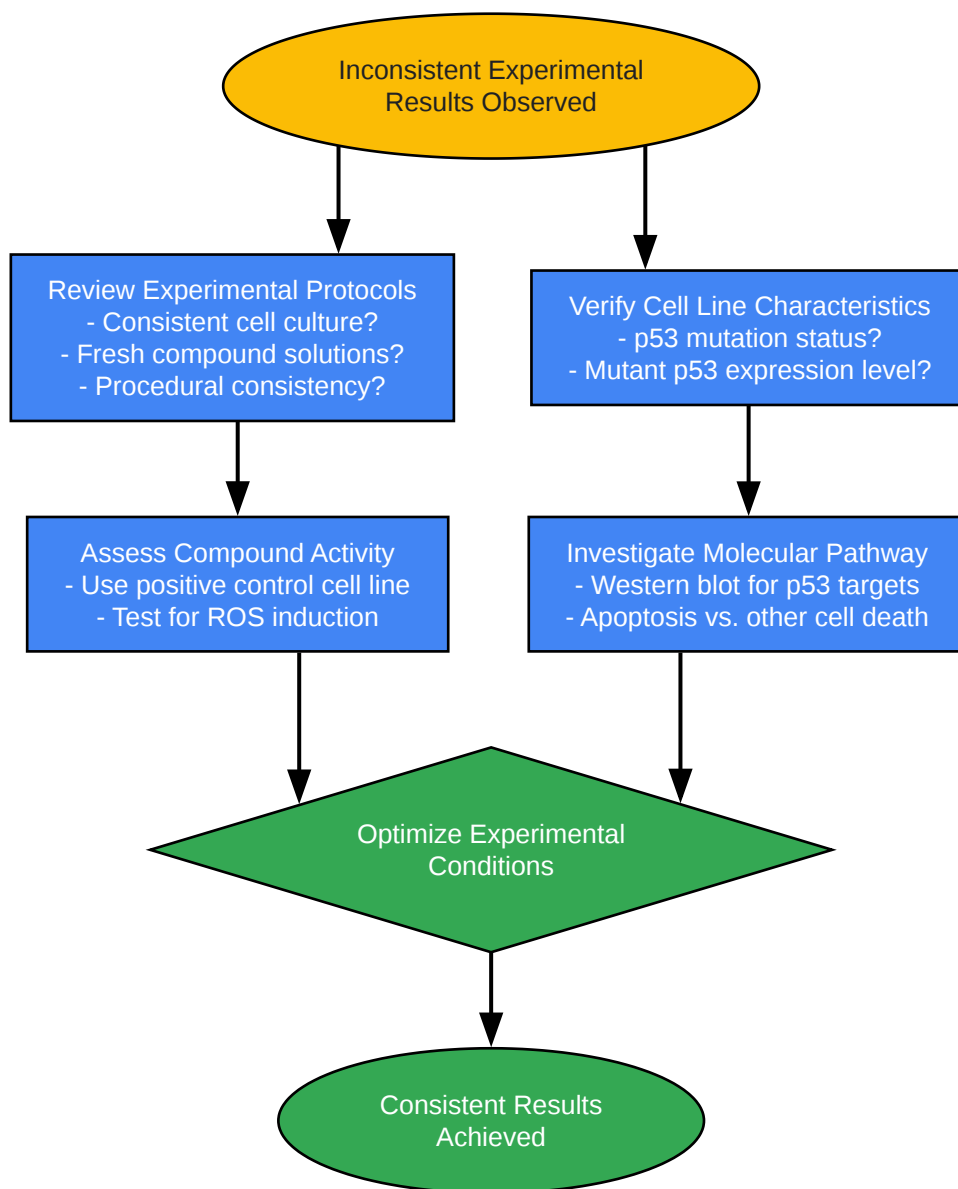 Inconsistent Experimental
Results Observed
Review Experimental Protocols
- Consistent cell culture?
- Fresh compound solutions?
- Procedural consistency?
Verify Cell Line Characteristics
- p53 mutation status?
- Mutant p53 expression level?
Assess Compound Activity
- Use positive control cell line
- Test for ROS induction
Investigate Molecular Pathway
- Western blot for p53 targets
- Apoptosis vs. other cell death
Optimize Experimental
Conditions
Consistent Results
Achieved